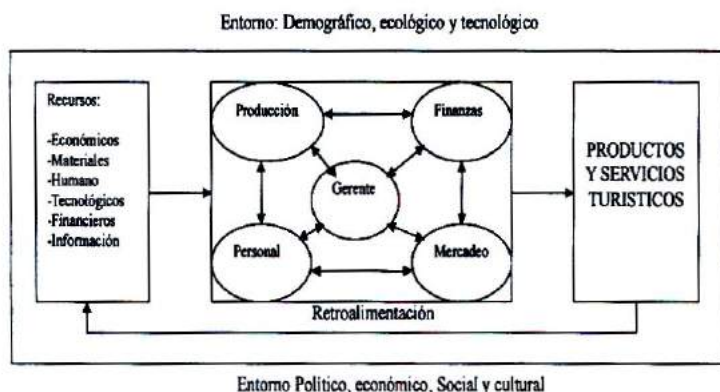 Entorno: Demográfico, ecológico y tecnológico
Recursos:
-Económicos
-Materiales
-Humano
-Tecnológicos
-Financieros
-Información
Producción
Finanzas
Gerente
Personal
Mercadeo
PRODUCTOS
Y SERVICIOS
TURISTICOS
Retroalimentación
Entorno Político, económico, Social y cultural